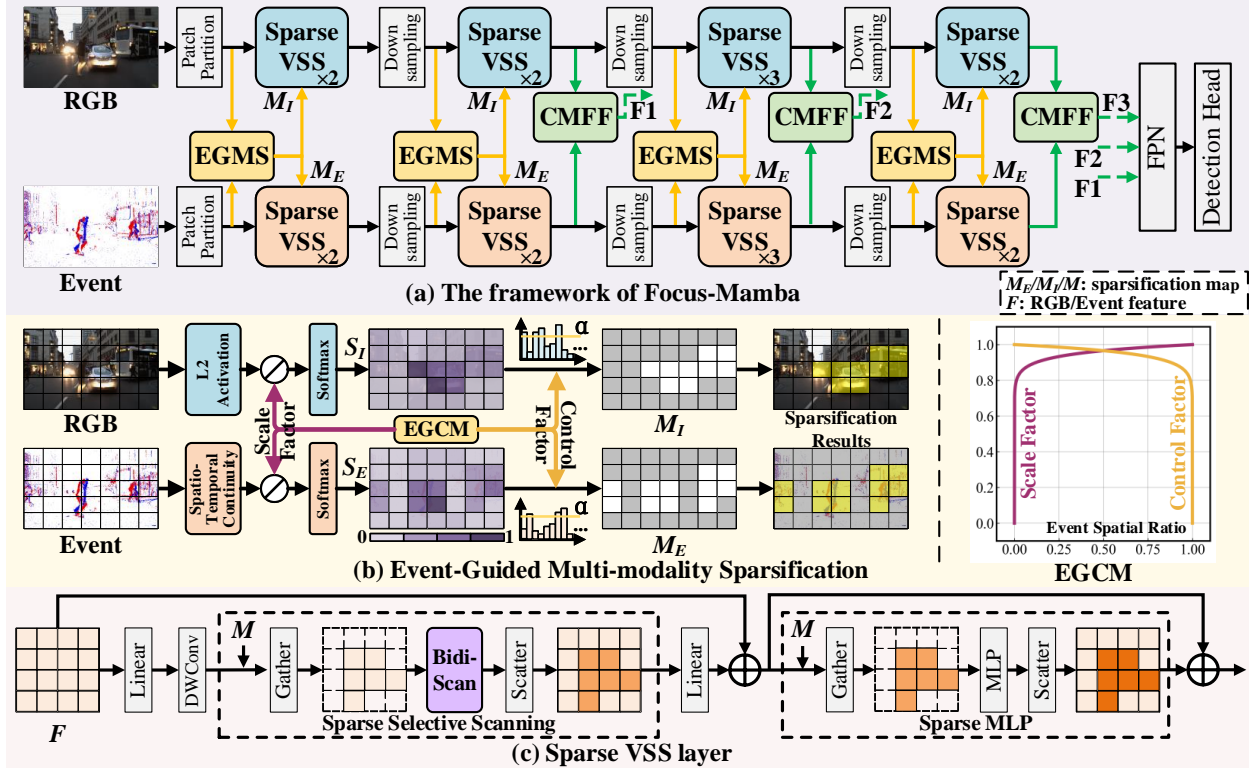 RGB
Patch Partition
Sparse VSS ×2
Down sampling
Sparse VSS ×2
Down sampling
Sparse VSS ×3
Down sampling
Sparse VSS ×2
M_I
M_I
M_I
M_I
EGMS
EGMS
CMFF
F1
EGMS
CMFF
F2
EGMS
CMFF
F3
F2
F1
FPN
Detection Head
M_E
M_E
M_E
M_E
Event
Patch Partition
Sparse VSS ×2
Down sampling
Sparse VSS ×2
Down sampling
Sparse VSS ×3
Down sampling
Sparse VSS ×2
(a) The framework of Focus-Mamba
M_E/M_I/M: sparsification map
F: RGB/Event feature
RGB
L2 Activation
Softmax
S_I
α
...
M_I
Sparsification
Results
Scale Factor
EGCM
Control Factor
Event
Spatio-Temporal Continuity
Softmax
S_E
0
1
α
...
M_E
(b) Event-Guided Multi-modality Sparsification
1.0
0.8
0.6
0.4
0.2
0.0
Scale Factor
Control Factor
Event Spatial Ratio
0.00 0.25 0.50 0.75 1.00
EGCM
F
Linear
DWConv
M
Gather
Bidi-
Scan
Scatter
Sparse Selective Scanning
Linear
M
Gather
MLP
Scatter
Sparse MLP
(c) Sparse VSS layer